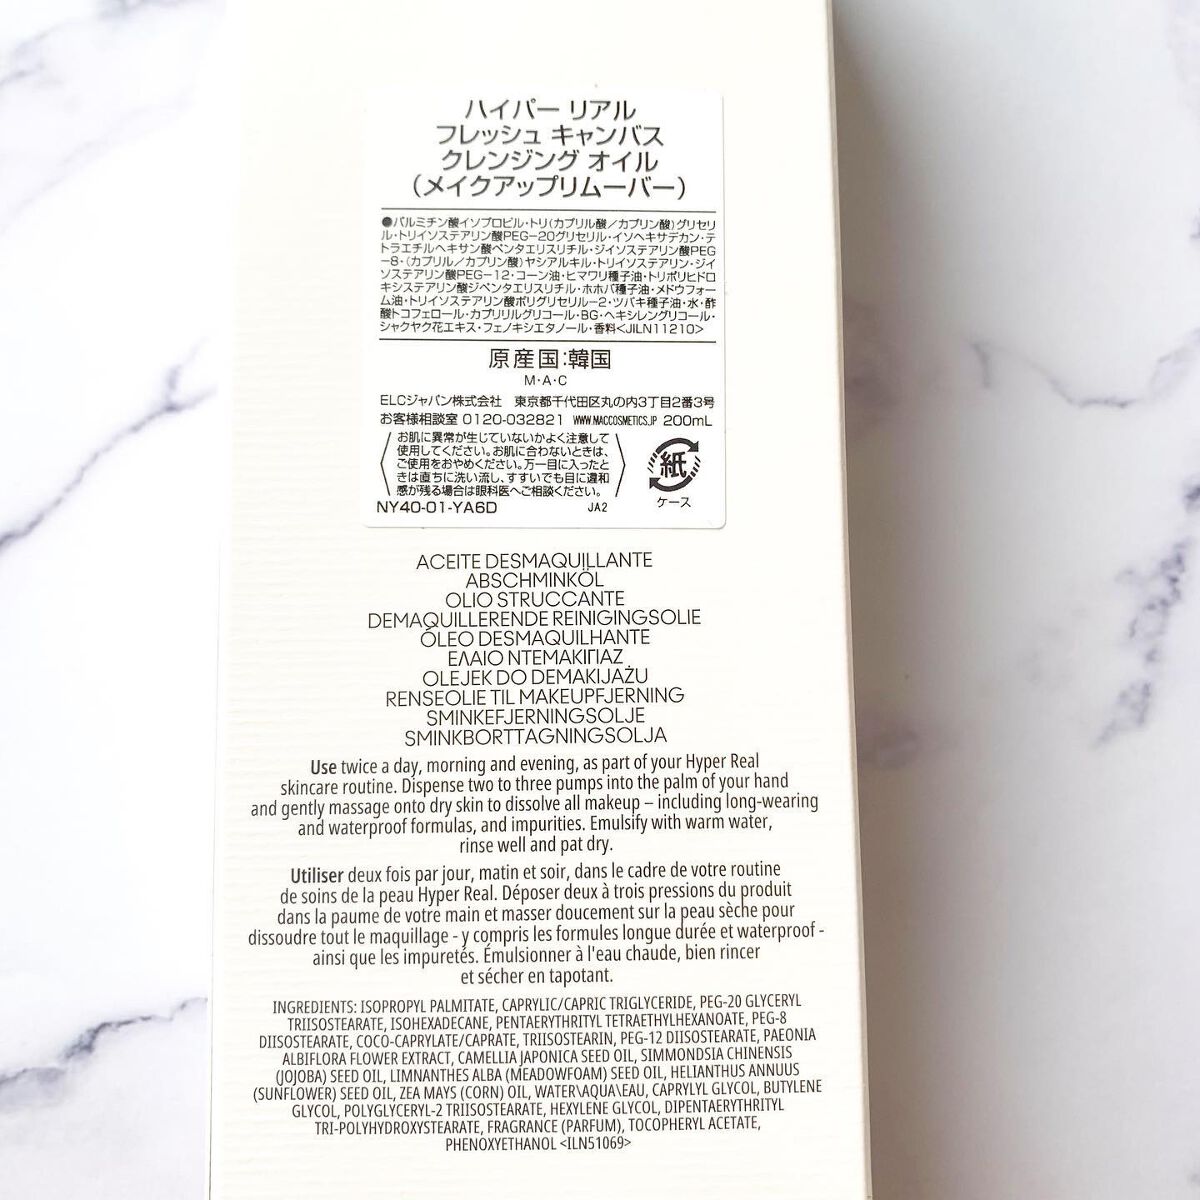 ハイパー リアル
フレッシュ キャンバス
クレンジング オイル
(メイクアップリムーバー)
●パルミチン酸イソプロピル・トリ(カプリル酸/カプリン酸)グリセリ
ル・トリイソステアリン酸PEG-20グリセリル・イソヘキサデカン・テ
トラエチルヘキサン酸ペンタエリスリチル・ジイソステアリン酸PEG
-8・(カプリル/カプリン酸)ヤシアルキル・トリイソステアリン・ジイ
ソステアリン酸PEG-12・コーン油・ヒマワリ種子油・トリポリヒドロ
キシステアリン酸ジペンタエリスリチル・ホホバ種子油・メドウフォー
ム油・トリイソステアリン酸ポリグリセリル-2・ツバキ種子油・水・酢
酸トコフェロール・カプリリルグリコール・BG・ヘキシレングリコール・
シャクヤク花エキス・フェノキシエタノール・香料<JILN11210>
原産国:韓国
M・A・C
ELCジャパン株式会社 東京都千代田区丸の内3丁目2番3号
お客様相談室 0120-032821 WWW.MACCOSMETICS.JP 200mL
お肌に異常が生じていないかよく注意して
使用してください。お肌に合わないときは、
ご使用をおやめください。万一目に入ったと
きは直ちに洗い流し、すすいでも目に違和
感が残る場合は眼科医へご相談ください。
紙
ケース
NY40-01-YA6D JA2
ACEITE DESMAQUILLANTE
ABSCHMINKÖL
OLIO STRUCCANTE
DEMAQUILLERENDE REINIGINGSOLIE
ÓLEO DESMAQUILHANTE
ΕΛΑΙΟ ΝΤΕΜΑΚΙΓΙΑΖ
OLEJEK DO DEMAKIJAŻU
RENSEOLIE TIL MAKEUPFJERNING
SMINKEFJERNINGSOLJE
SMINKBORTTAGNINGSOLJA
Use twice a day, morning and evening, as part of your Hyper Real
skincare routine. Dispense two to three pumps into the palm of your hand
and gently massage onto dry skin to dissolve all makeup – including long-wearing
and waterproof formulas, and impurities. Emulsify with warm water,
rinse well and pat dry.
Utiliser deux fois par jour, matin et soir, dans le cadre de votre routine
de soins de la peau Hyper Real. Déposer deux à trois pressions du produit
dans la paume de votre main et masser doucement sur la peau sèche pour
dissoudre tout le maquillage - y compris les formules longue durée et waterproof -
ainsi que les impuretés. Émulsionner à l'eau chaude, bien rincer
et sécher en tapotant.
INGREDIENTS: ISOPROPYL PALMITATE, CAPRYLIC/CAPRIC TRIGLYCERIDE, PEG-20 GLYCERYL
TRIISOSTEARATE, ISOHEXADECANE, PENTAERYTHRITYL TETRAETHYLHEXANOATE, PEG-8
DIISOSTEARATE, COCO-CAPRYLATE/CAPRATE, TRIISOSTEARIN, PEG-12 DIISOSTEARATE, PAEONIA
ALBIFLORA FLOWER EXTRACT, CAMELLIA JAPONICA SEED OIL, SIMMONDSIA CHINENSIS
(JOJOBA) SEED OIL, LIMNANTHES ALBA (MEADOWFOAM) SEED OIL, HELIANTHUS ANNUUS
(SUNFLOWER) SEED OIL, ZEA MAYS (CORN) OIL, WATER\AQUA\EAU, CAPRYLYL GLYCOL, BUTYLENE
GLYCOL, POLYGLYCERYL-2 TRIISOSTEARATE, HEXYLENE GLYCOL, DIPENTAERYTHRITYL
TRI-POLYHYDROXYSTEARATE, FRAGRANCE (PARFUM), TOCOPHERYL ACETATE,
PHENOXYETHANOL <ILN51069>